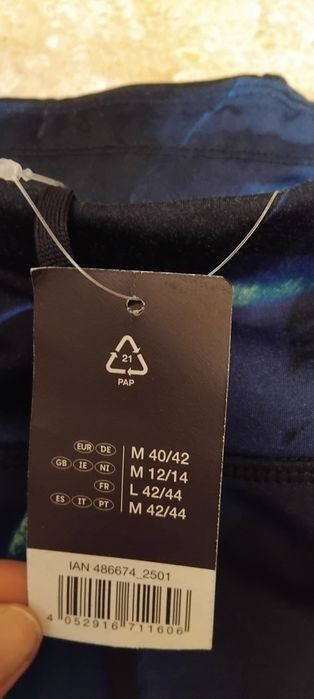 21
PAP
EUR DE M 40/42
GB IE NI M 12/14
FR L 42/44
ES IT PT M 42/44
IAN 486674_2501
4 052916 711606